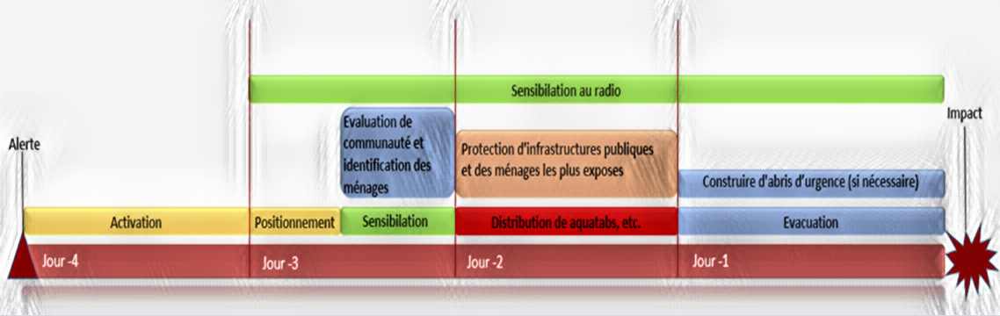 Sensibilation au radio
Impact
Evaluation de
communauté et
identification des
ménages
Alerte
Protection d'infrastructures publiques
et des ménages les plus exposes
Construire d'abris d'urgence (si nécessaire)
Activation
Positionnement
Sensibilation
Distribution de aquatabs, etc.
Evacuation
Jour -4
Jour -3
Jour -2
Jour -1